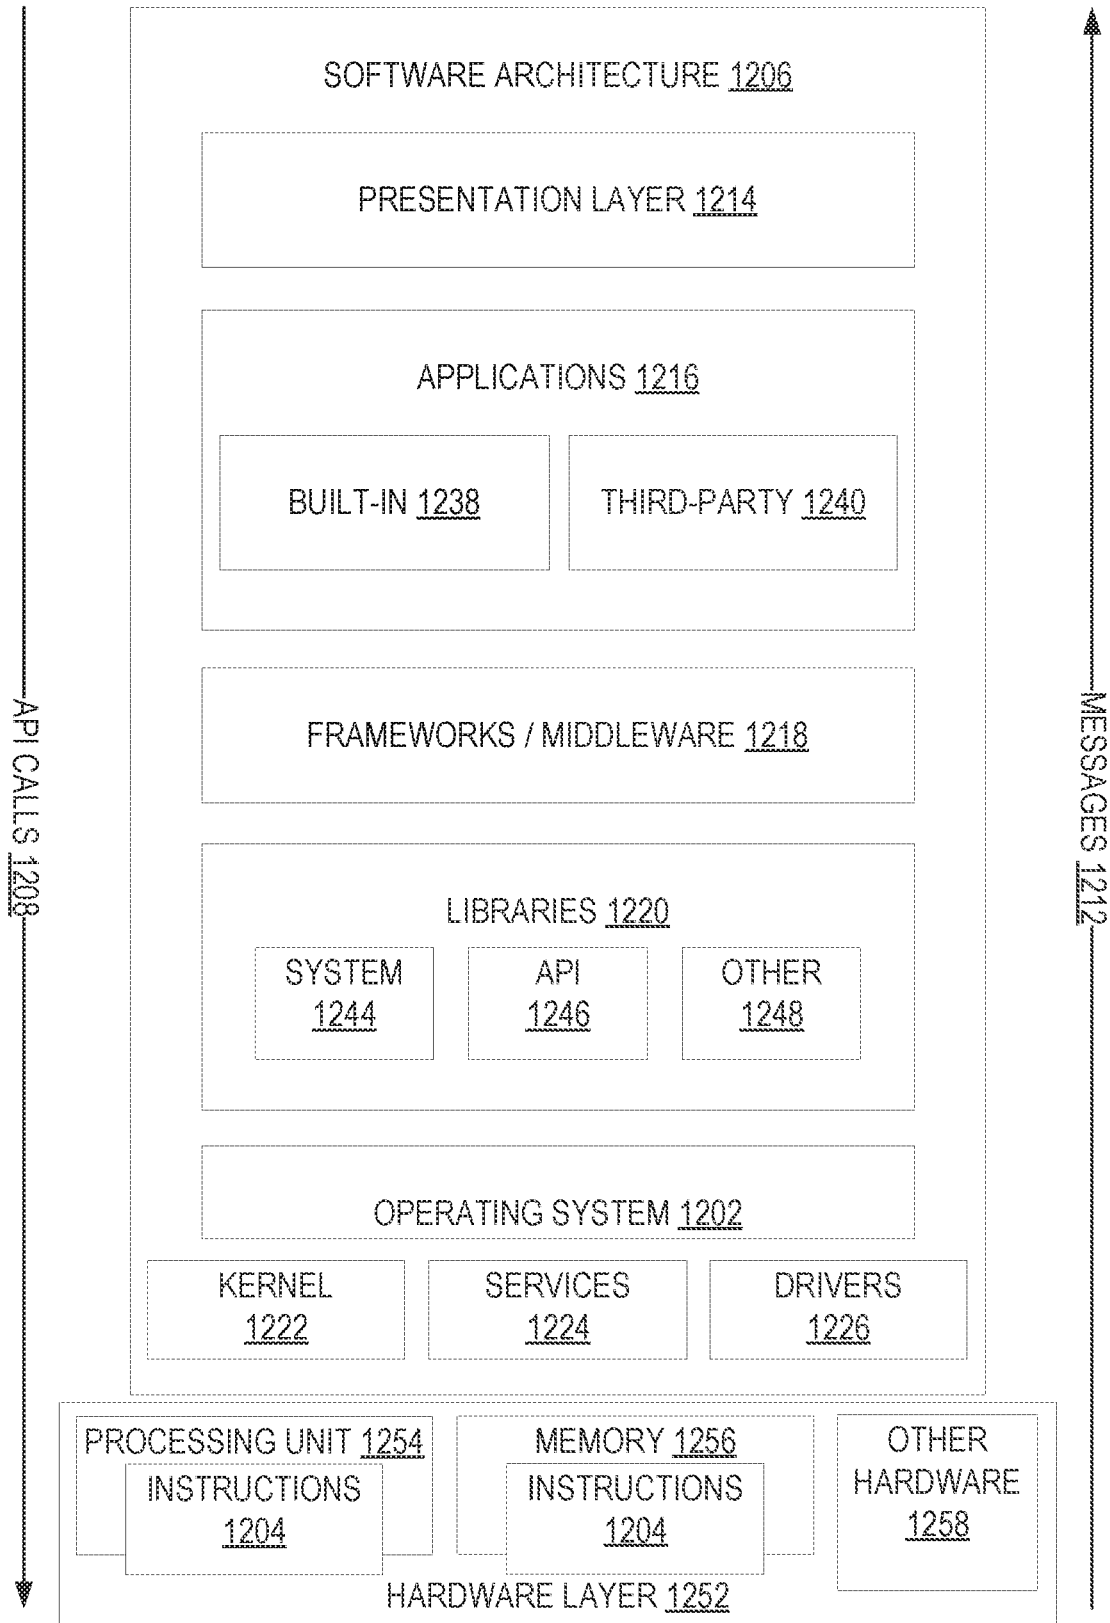 SOFTWARE ARCHITECTURE 1206
PRESENTATION LAYER 1214
APPLICATIONS 1216
BUILT-IN 1238
THIRD-PARTY 1240
FRAMEWORKS / MIDDLEWARE 1218
LIBRARIES 1220
SYSTEM
1244
API
1246
OTHER
1248
OPERATING SYSTEM 1202
KERNEL
1222
SERVICES
1224
DRIVERS
1226
PROCESSING UNIT 1254
INSTRUCTIONS
1204
MEMORY 1256
INSTRUCTIONS
1204
OTHER
HARDWARE
1258
HARDWARE LAYER 1252
API CALLS 1208
MESSAGES 1212